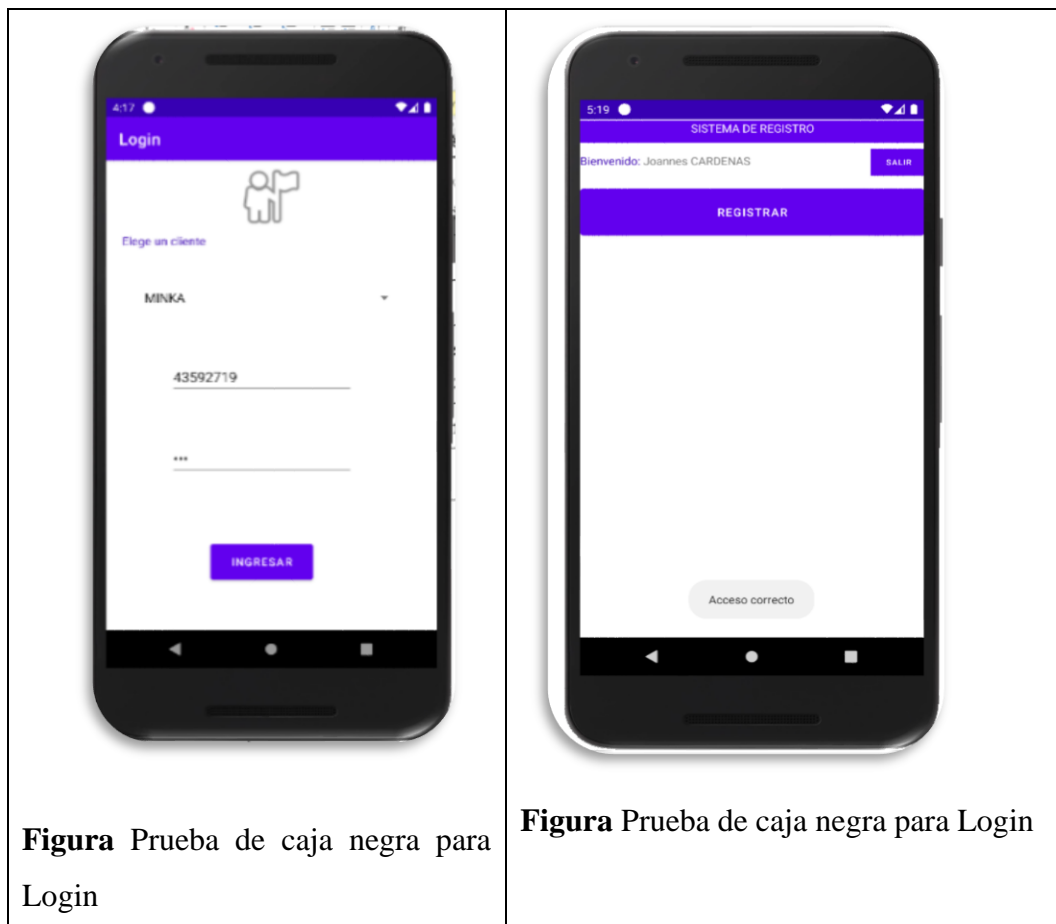 4:17
Login
Elege un cliente
MINKA
43592719
•••
INGRESAR
Figura Prueba de caja negra para
Login
5:19
SISTEMA DE REGISTRO
Bienvenido: Joannes CARDENAS
SALIR
REGISTRAR
Acceso correcto
Figura Prueba de caja negra para Login